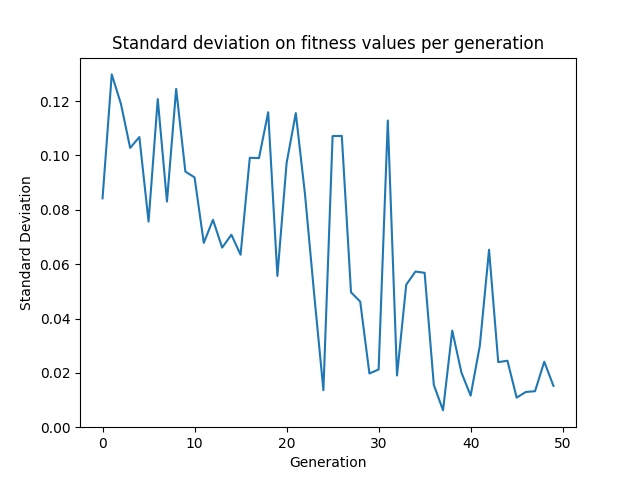 Standard deviation on fitness values per generation
0.12
0.10
0.08
0.06
0.04
0.02
0.00
Standard Deviation
0 10 20 30 40 50
Generation